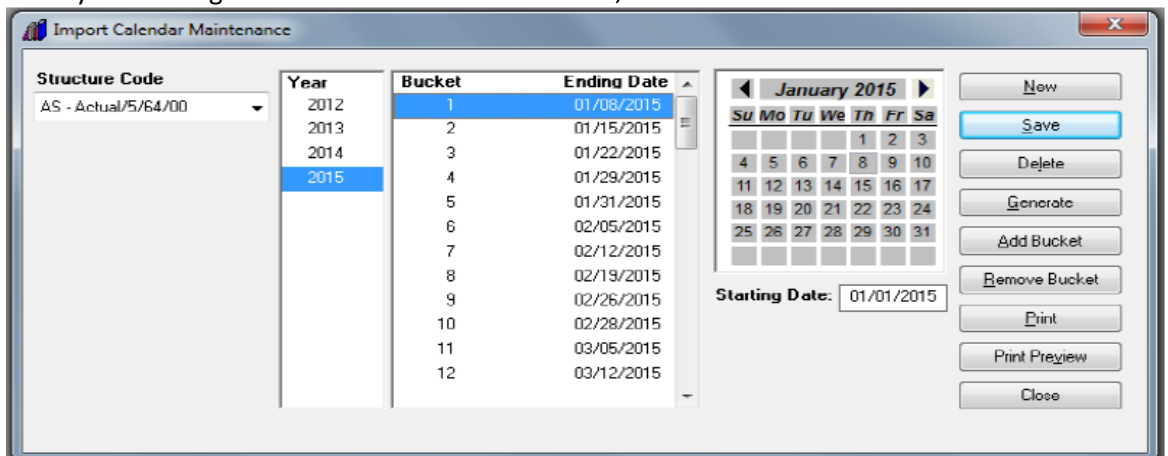 Import Calendar Maintenance
Structure Code
AS - Actual/5/64/00
Year
2012
2013
2014
2015
Bucket Ending Date
1 01/08/2015
2 01/15/2015
3 01/22/2015
4 01/29/2015
5 01/31/2015
6 02/05/2015
7 02/12/2015
8 02/19/2015
9 02/26/2015
10 02/28/2015
11 03/05/2015
12 03/12/2015
January 2015
Su Mo Tu We Th Fr Sa
1 2 3
4 5 6 7 8 9 10
11 12 13 14 15 16 17
18 19 20 21 22 23 24
25 26 27 28 29 30 31
Starting Date: 01/01/2015
New
Save
Delete
Generate
Add Bucket
Remove Bucket
Print
Print Preview
Close